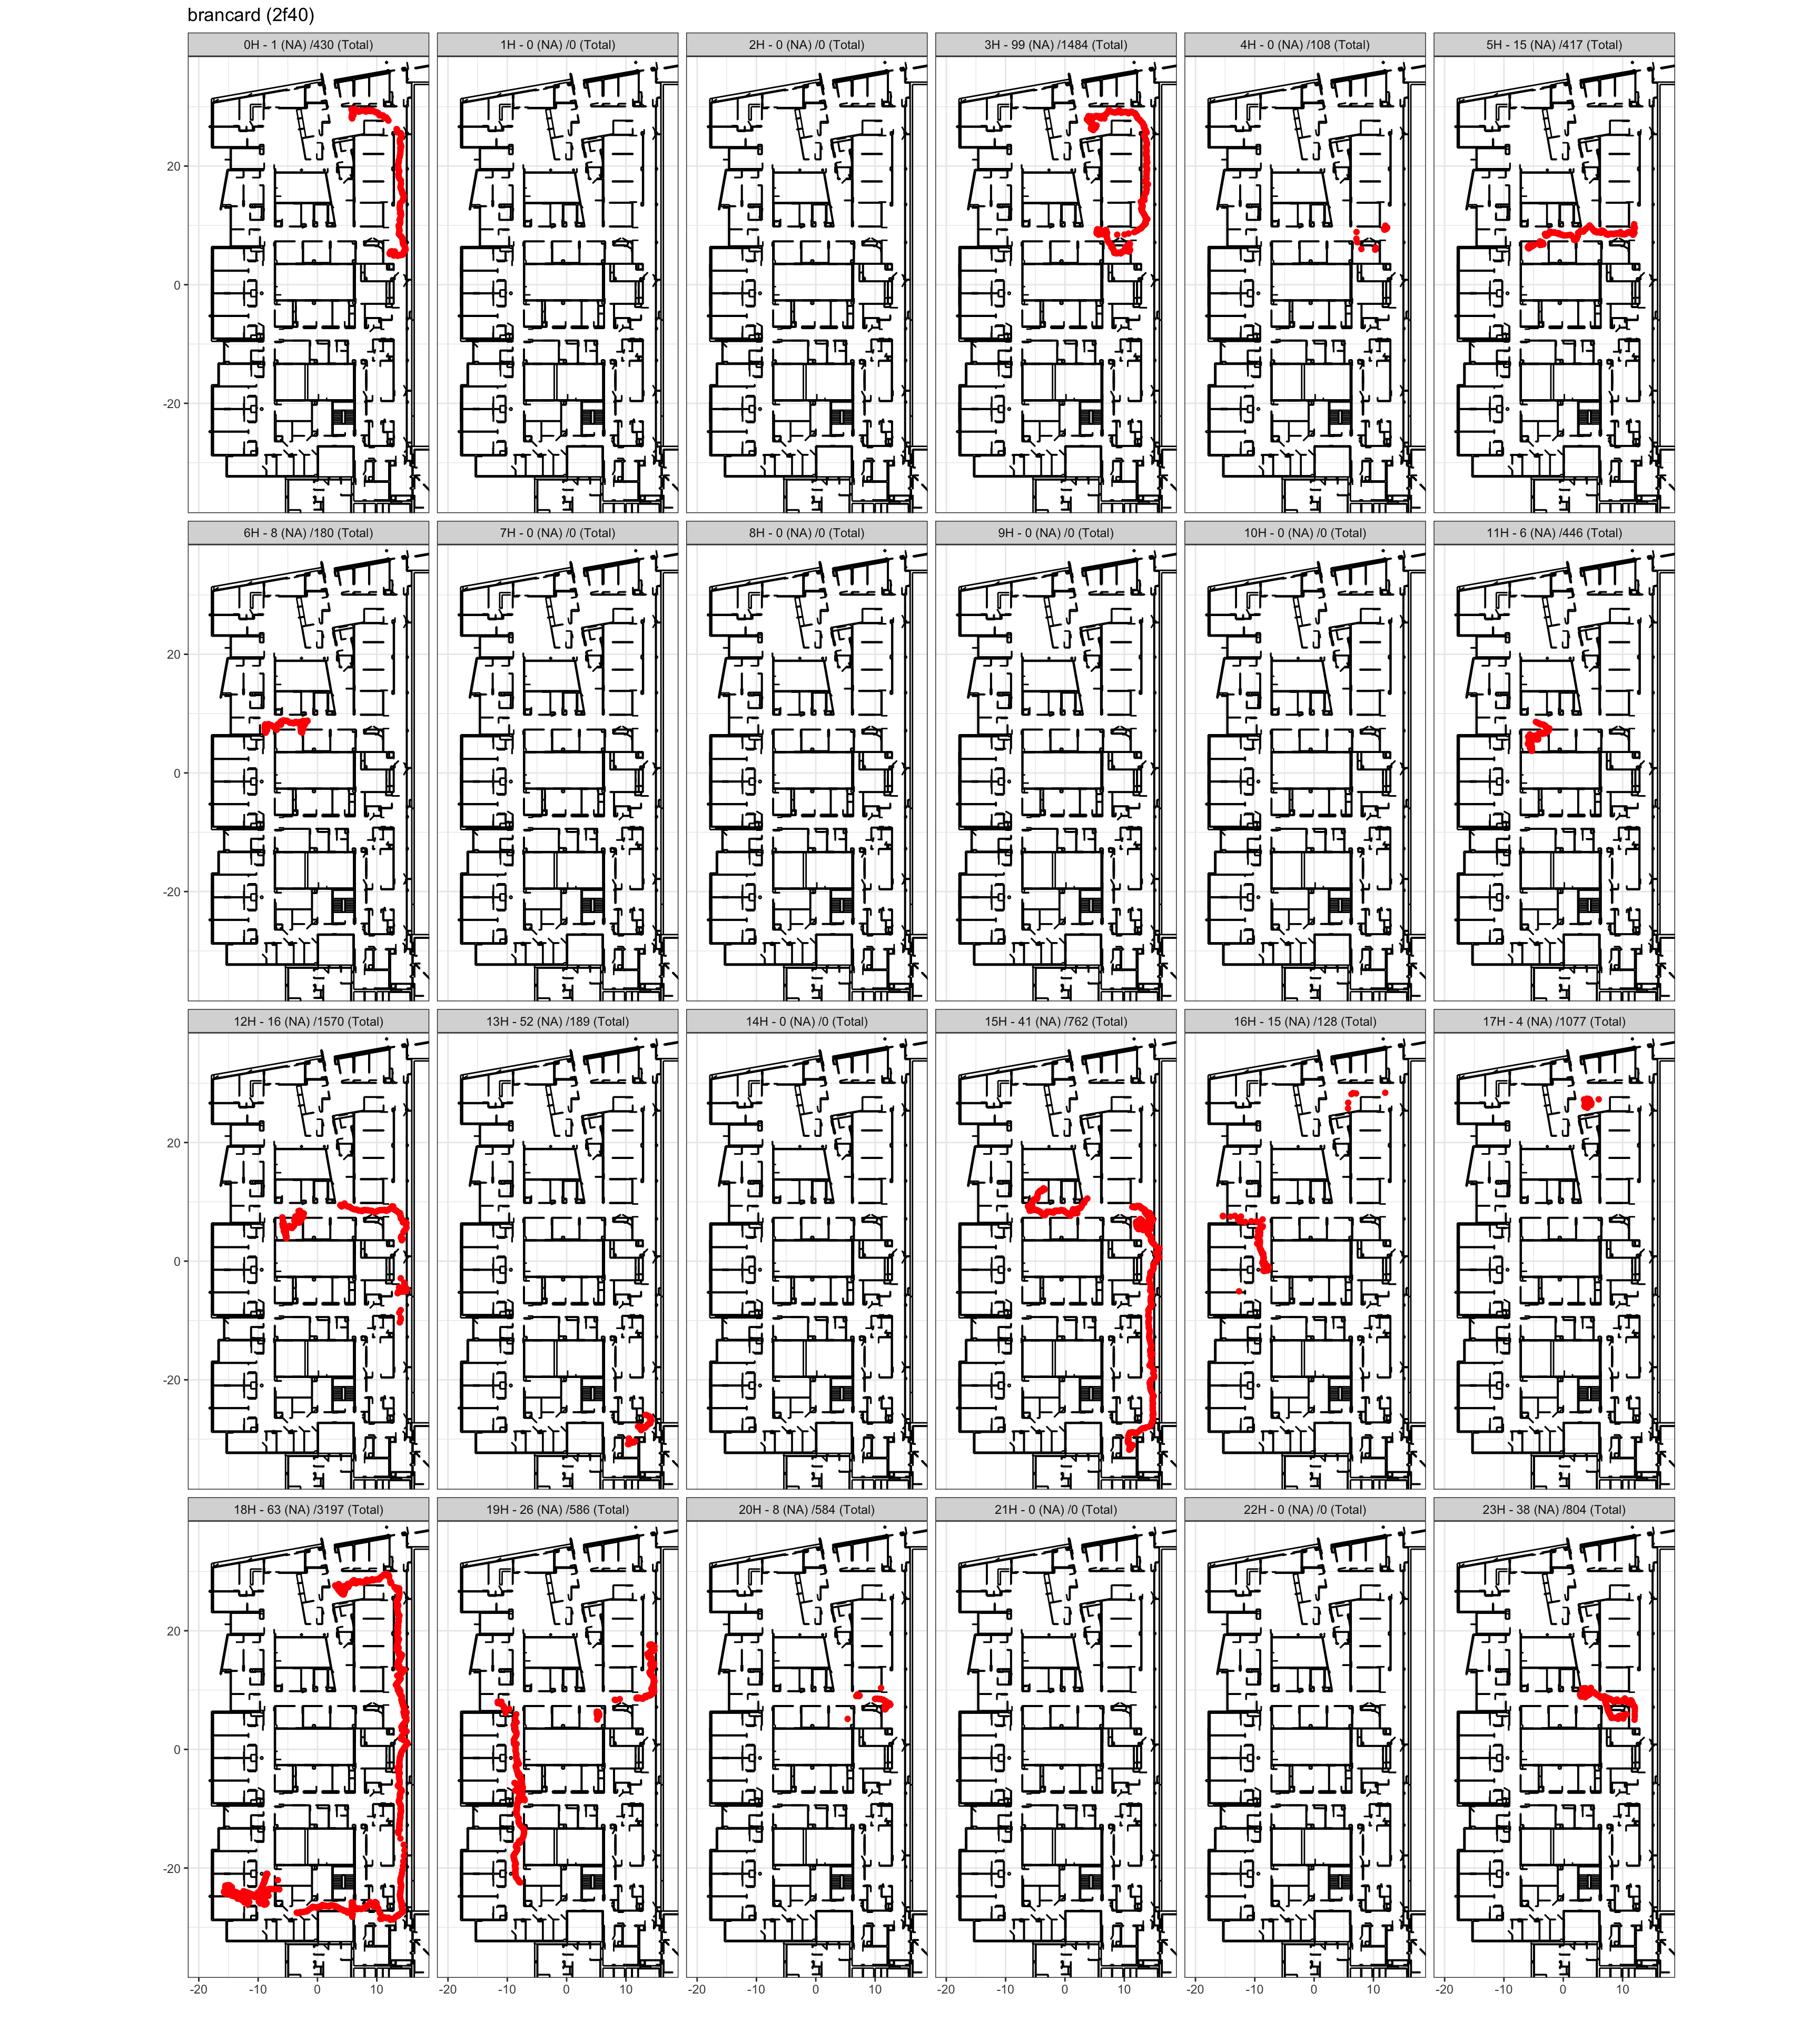 brancard (2f40)
0H - 1 (NA) /430 (Total) 1H - 0 (NA) /0 (Total) 2H - 0 (NA) /0 (Total) 3H - 99 (NA) /1484 (Total) 4H - 0 (NA) /108 (Total) 5H - 15 (NA) /417 (Total)
20
0
-20
6H - 8 (NA) /180 (Total) 7H - 0 (NA) /0 (Total) 8H - 0 (NA) /0 (Total) 9H - 0 (NA) /0 (Total) 10H - 0 (NA) /0 (Total) 11H - 6 (NA) /446 (Total)
20
0
-20
12H - 16 (NA) /1570 (Total) 13H - 52 (NA) /189 (Total) 14H - 0 (NA) /0 (Total) 15H - 41 (NA) /762 (Total) 16H - 15 (NA) /128 (Total) 17H - 4 (NA) /1077 (Total)
20
0
-20
18H - 63 (NA) /3197 (Total) 19H - 26 (NA) /586 (Total) 20H - 8 (NA) /584 (Total) 21H - 0 (NA) /0 (Total) 22H - 0 (NA) /0 (Total) 23H - 38 (NA) /804 (Total)
20
0
-20
-20 -10 0 10 -20 -10 0 10 -20 -10 0 10 -20 -10 0 10 -20 -10 0 10 -20 -10 0 10